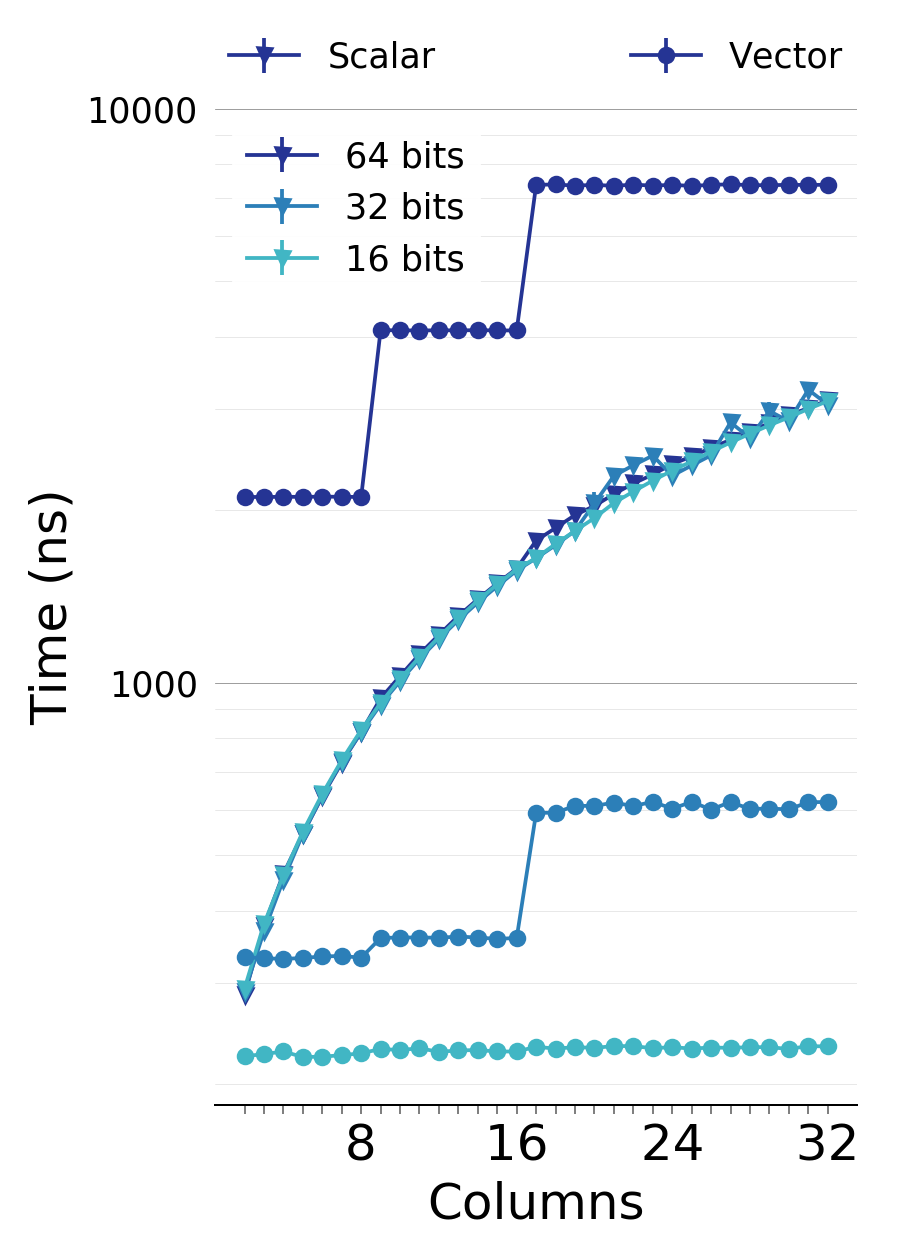 Scalar Vector
10000
64 bits
32 bits
16 bits
Time (ns)
1000
8 16 24 32
Columns